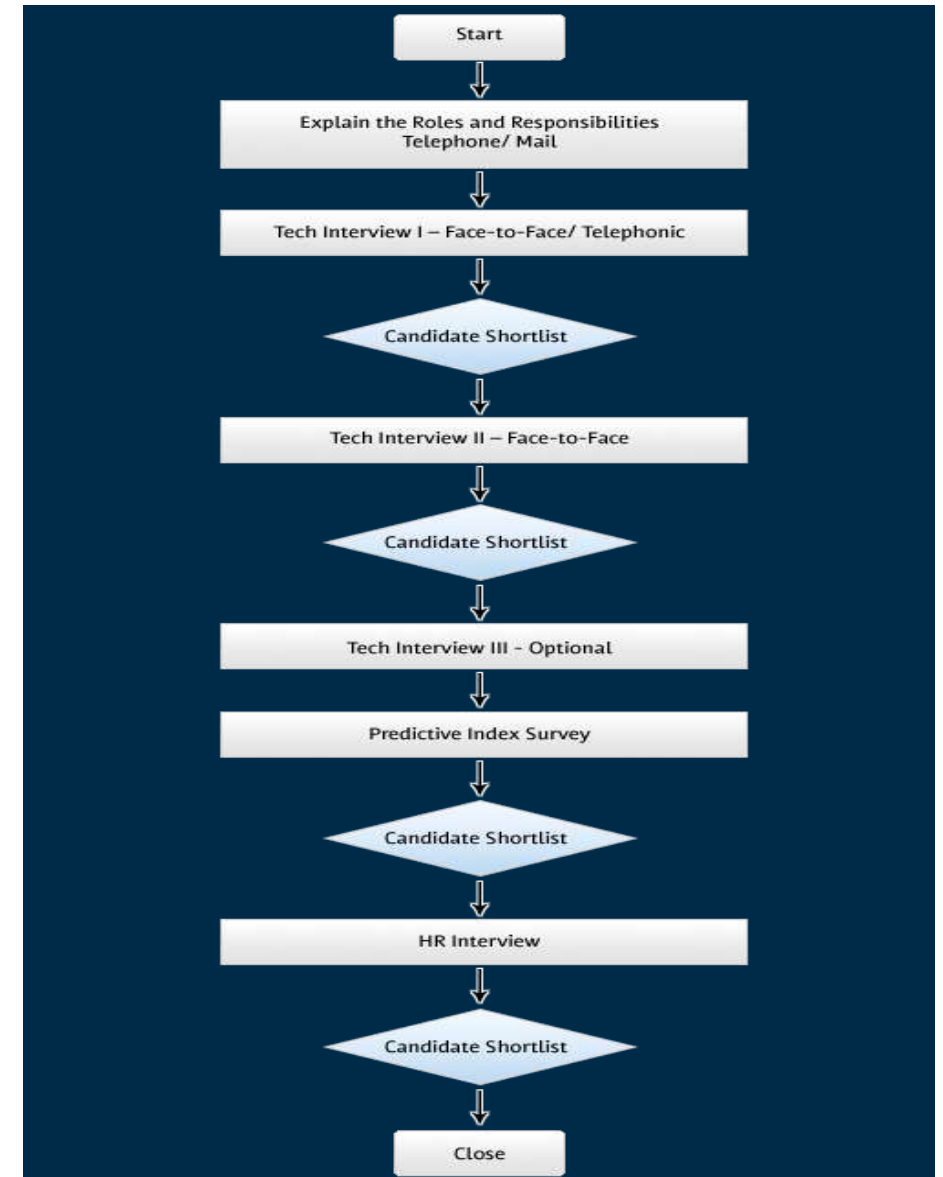 Start
Explain the Roles and Responsibilities
Telephone/ Mail
Tech Interview I – Face-to-Face/ Telephonic
Candidate Shortlist
Tech Interview II – Face-to-Face
Candidate Shortlist
Tech Interview III - Optional
Predictive Index Survey
Candidate Shortlist
HR Interview
Candidate Shortlist
Close